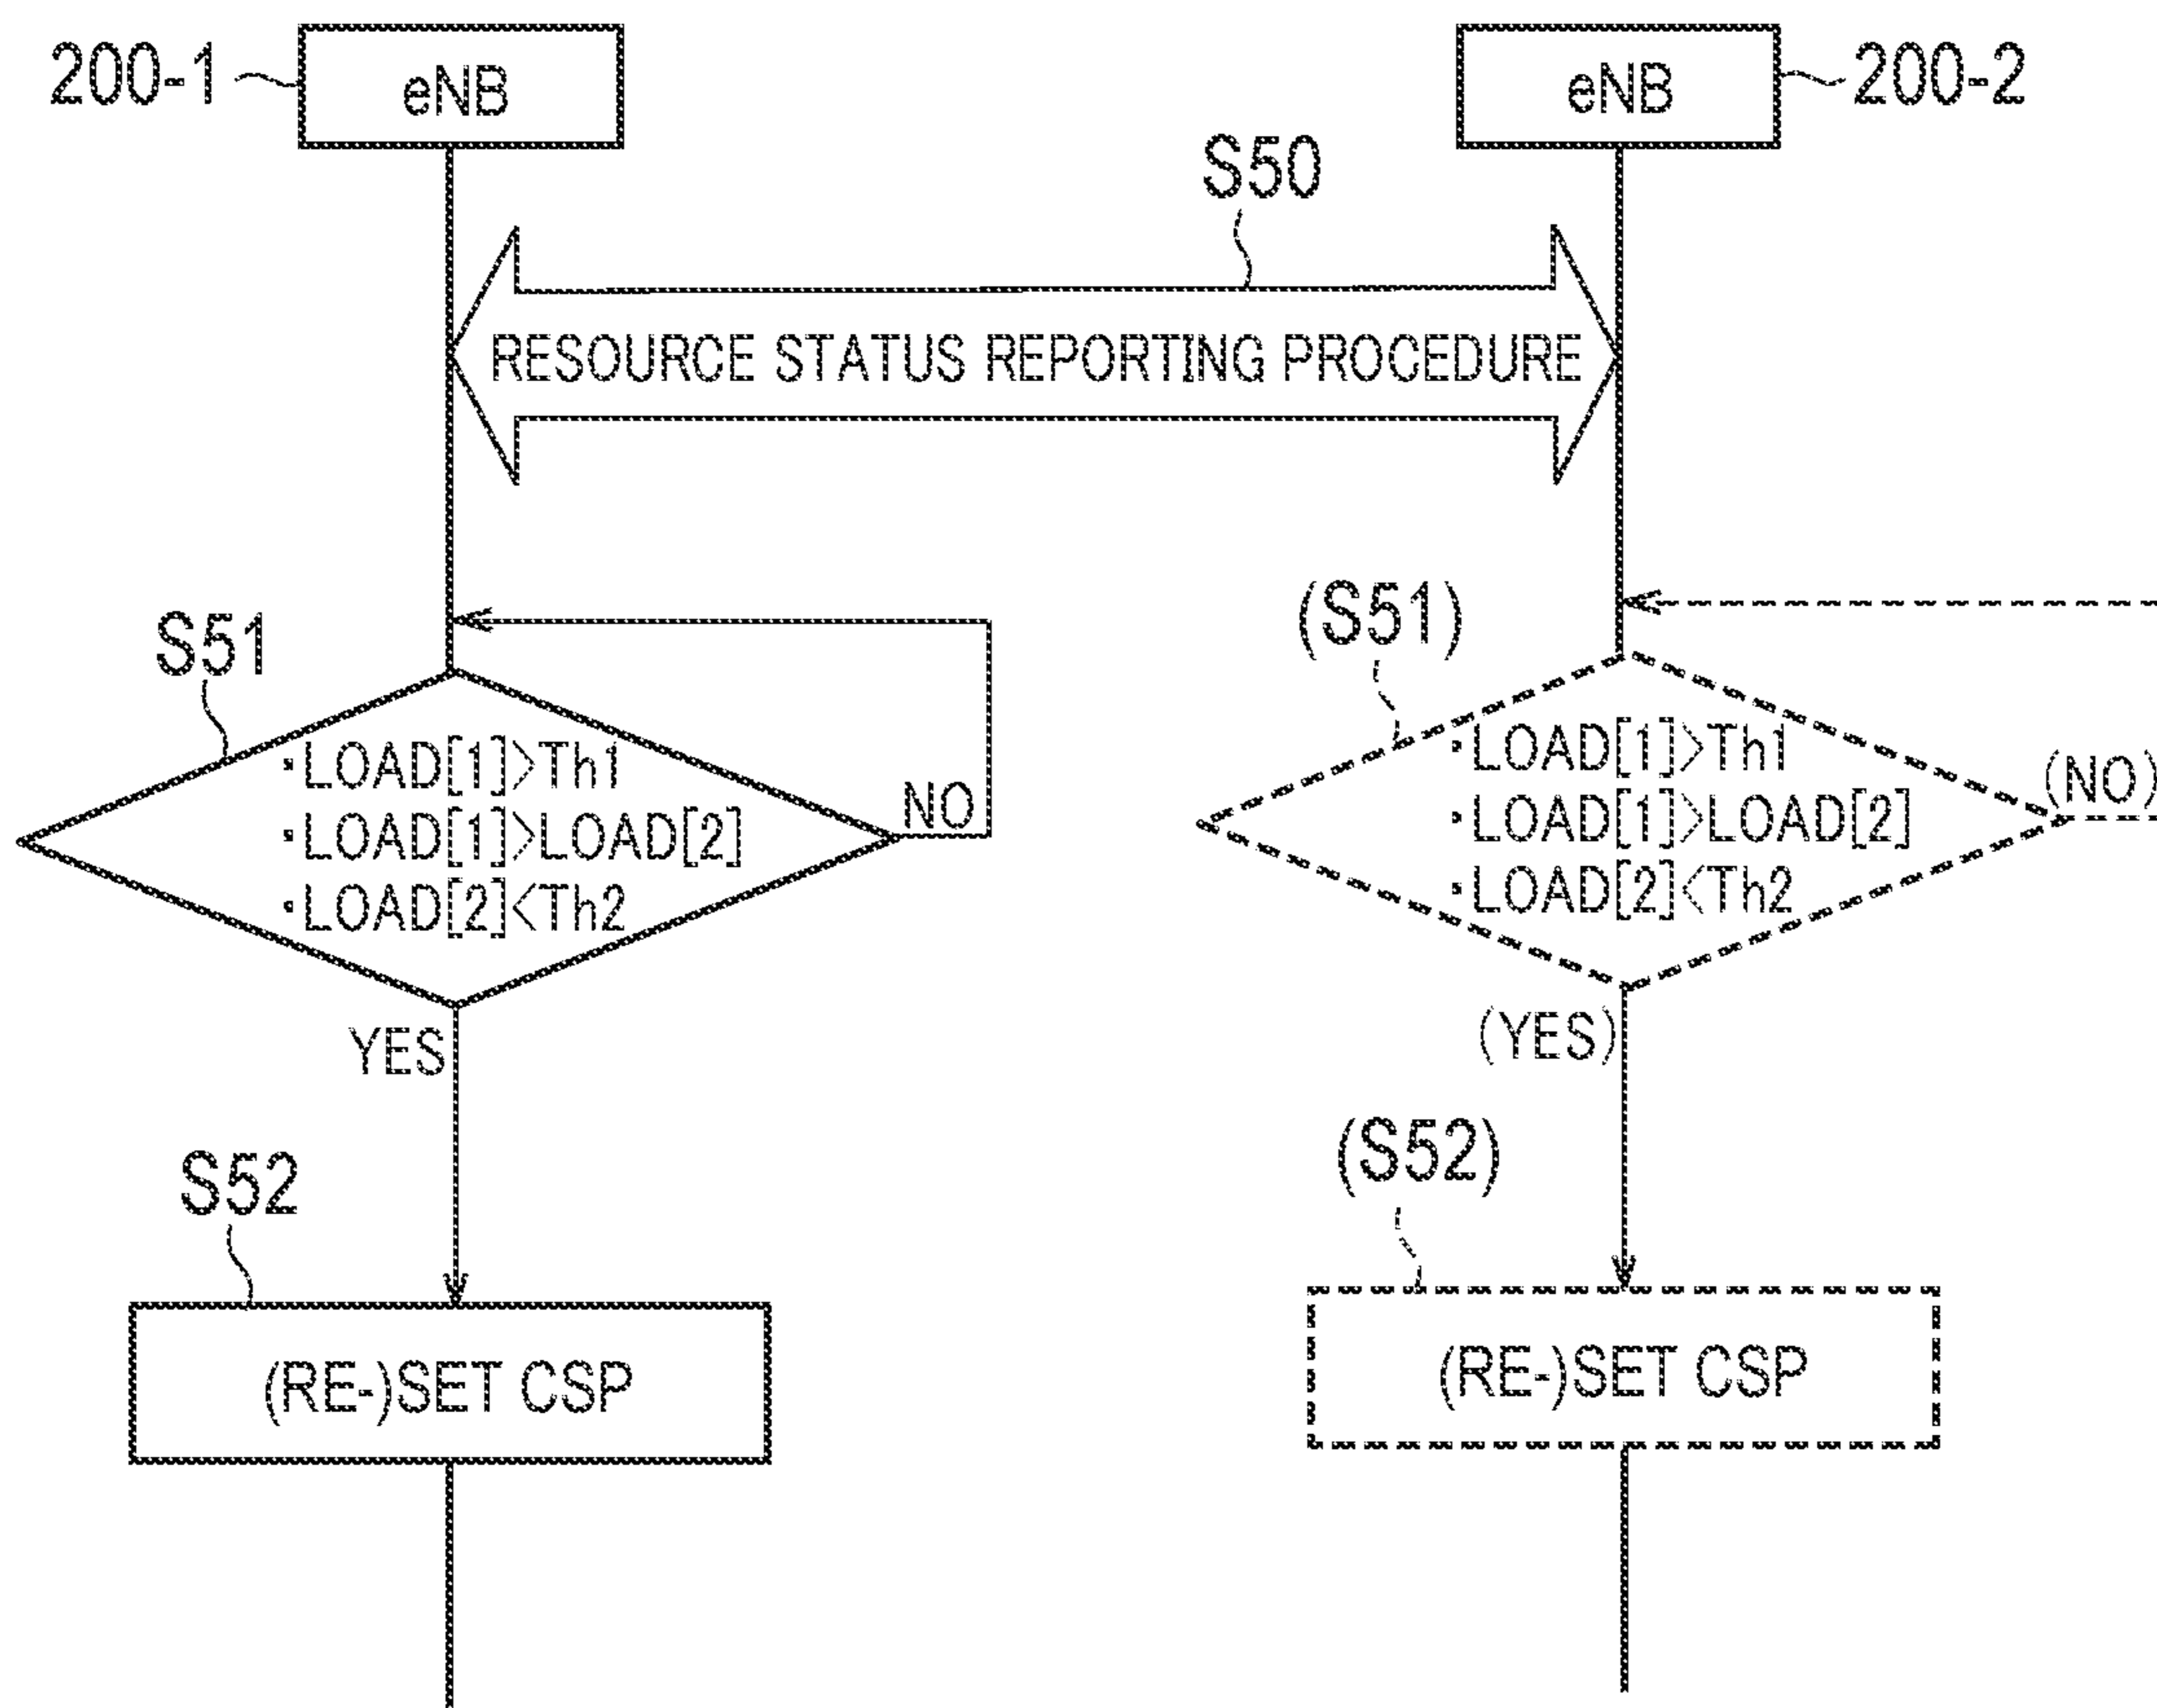 200-1
eNB
eNB
200-2
S50
RESOURCE STATUS REPORTING PROCEDURE
S51
·LOAD[1]>Th1
·LOAD[1]>LOAD[2]
·LOAD[2]<Th2
NO
YES
S52
(RE-)SET CSP
(S51)
·LOAD[1]>Th1
·LOAD[1]>LOAD[2]
·LOAD[2]<Th2
(NO)
(YES)
(S52)
(RE-)SET CSP